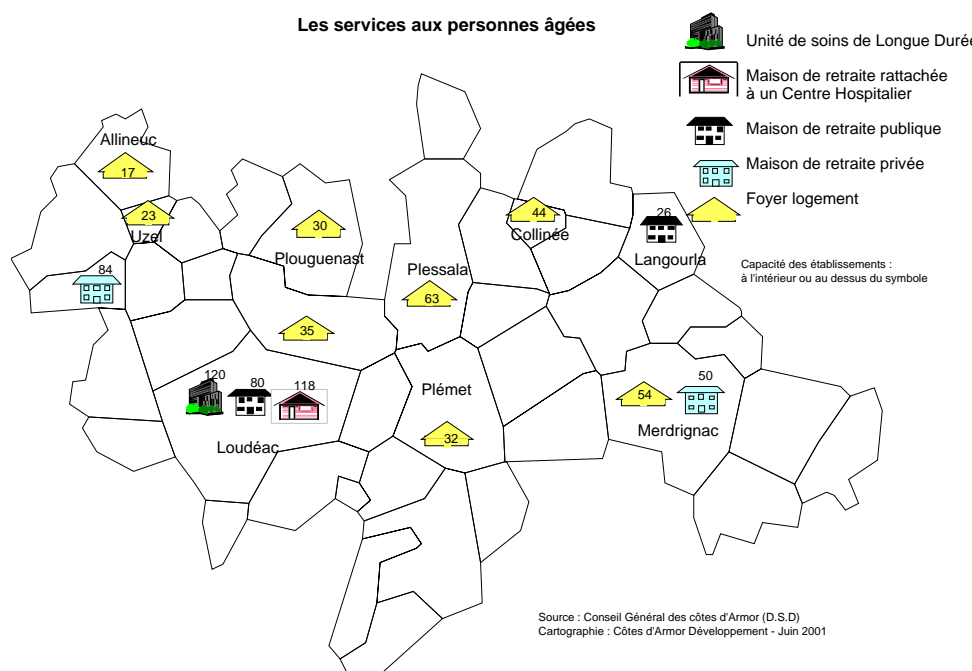 Les services aux personnes âgées
Unité de soins de Longue Duré
Maison de retraite rattachée
à un Centre Hospitalier
Maison de retraite publique
Maison de retraite privée
Foyer logement
Capacité des établissements :
à l'intérieur ou au dessus du symbole
Allineuc
17
23
Uzel
84
30
Plouguenast
35
Plessala
63
44
Collinée
26
Langourla
120
80
118
Loudéac
Plémet
32
54
50
Merdrignac
Source : Conseil Général des côtes d'Armor (D.S.D)
Cartographie : Côtes d'Armor Développement - Juin 2001